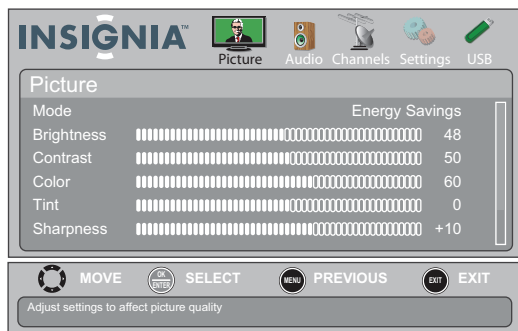 INSIGNIA™
Picture Audio Channels Settings USB
Picture
Mode Energy Savings
Brightness 48
Contrast 50
Color 60
Tint 0
Sharpness +10
MOVE OK ENTER SELECT MENU PREVIOUS EXIT EXIT
Adjust settings to affect picture quality